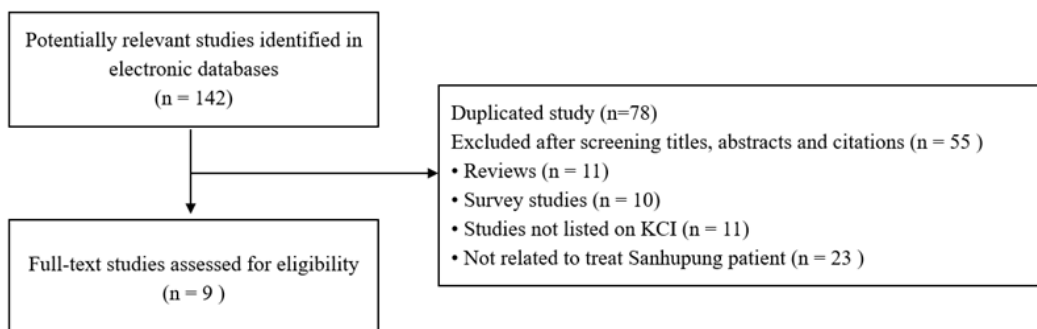 Potentially relevant studies identified in
electronic databases
(n = 142)
Duplicated study (n=78)
Excluded after screening titles, abstracts and citations (n = 55 )
• Reviews (n = 11)
• Survey studies (n = 10)
• Studies not listed on KCI (n = 11)
• Not related to treat Sanhupung patient (n = 23 )
Full-text studies assessed for eligibility
(n = 9 )